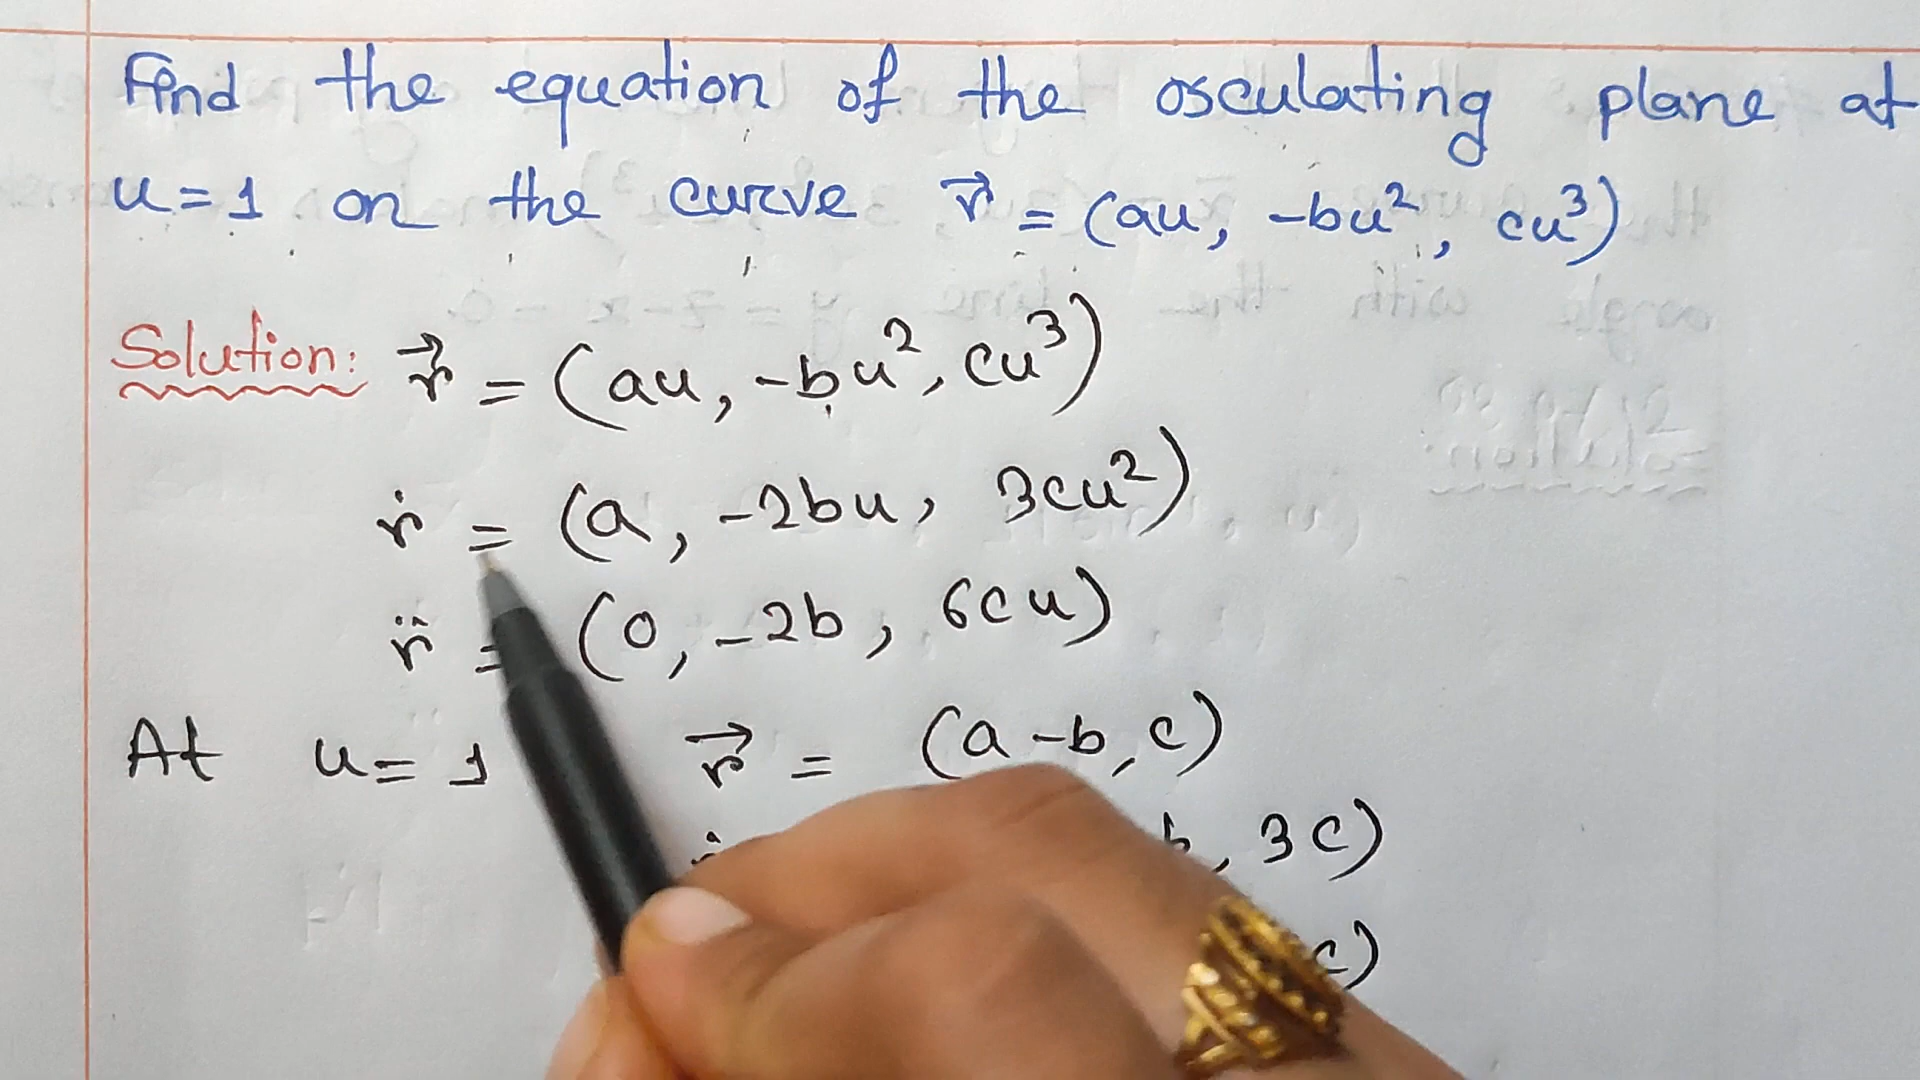 Find the equation of the osculating plane at
u = 1 on the curve r⃗ = (au, -bu², cu³)
Solution: r⃗ = (au, -bu², cu³)
ṙ = (a, -2bu, 3cu²)
r̈ = (0, -2b, 6cu)
At u = 1 r⃗ = (a -b, c)
b, 3c)
c)